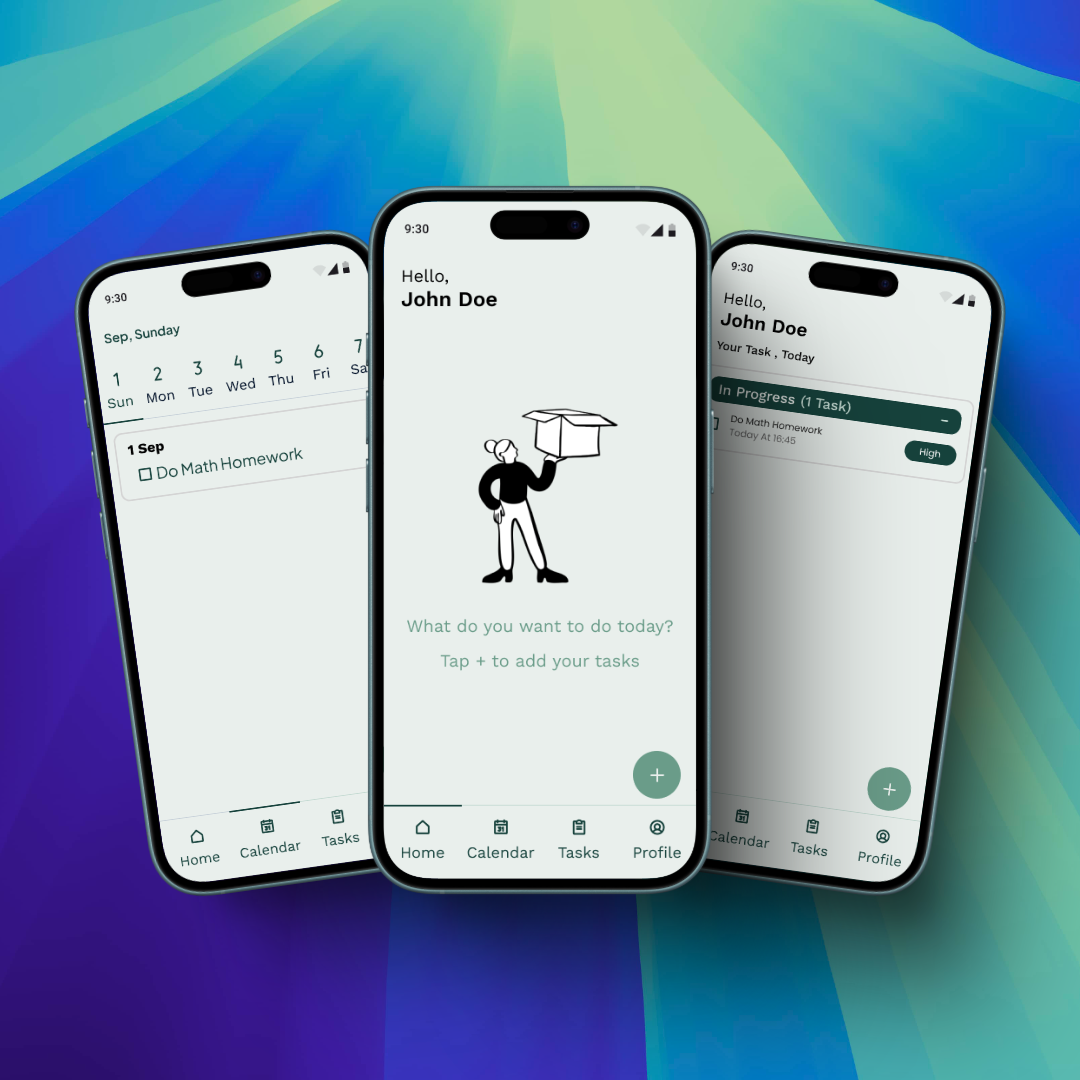 9:30
Sep, Sunday
1 2 3 4 5 6 7
Sun Mon Tue Wed Thu Fri Sa
1 Sep
Do Math Homework
31
Home Calendar Tasks
9:30
Hello,
John Doe
What do you want to do today?
Tap + to add your tasks
+
31
Home Calendar Tasks Profile
9:30
Hello,
John Doe
Your Task , Today
In Progress (1 Task) –
Do Math Homework
Today At 16:45
High
+
31
Calendar Tasks Profile